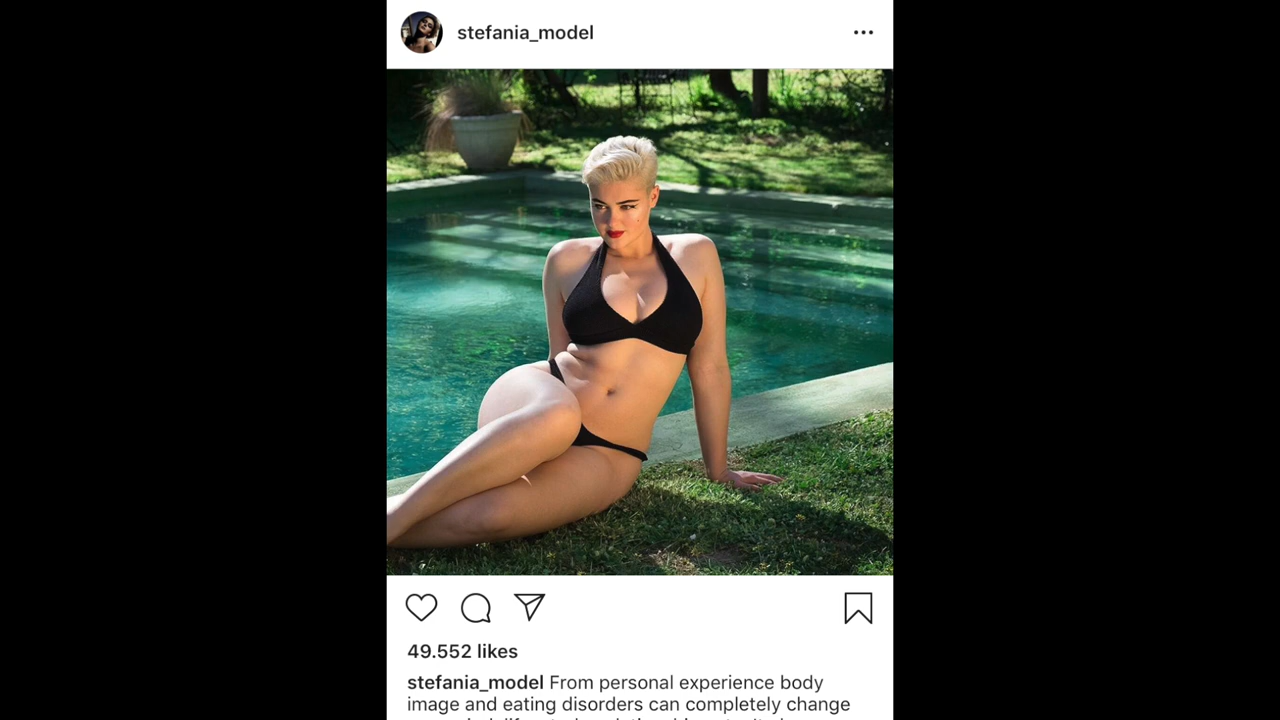 stefania_model
49.552 likes
stefania_model From personal experience body
image and eating disorders can completely change